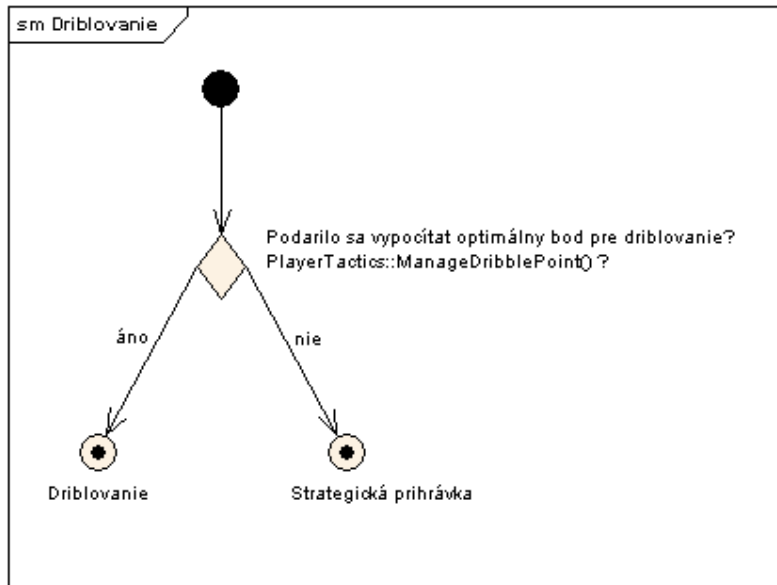 sm Driblovanie
Podarilo sa vypocítat optimálny bod pre driblovanie?
PlayerTactics::ManageDribblePoint() ?
áno
nie
Driblovanie
Strategická prihrávka